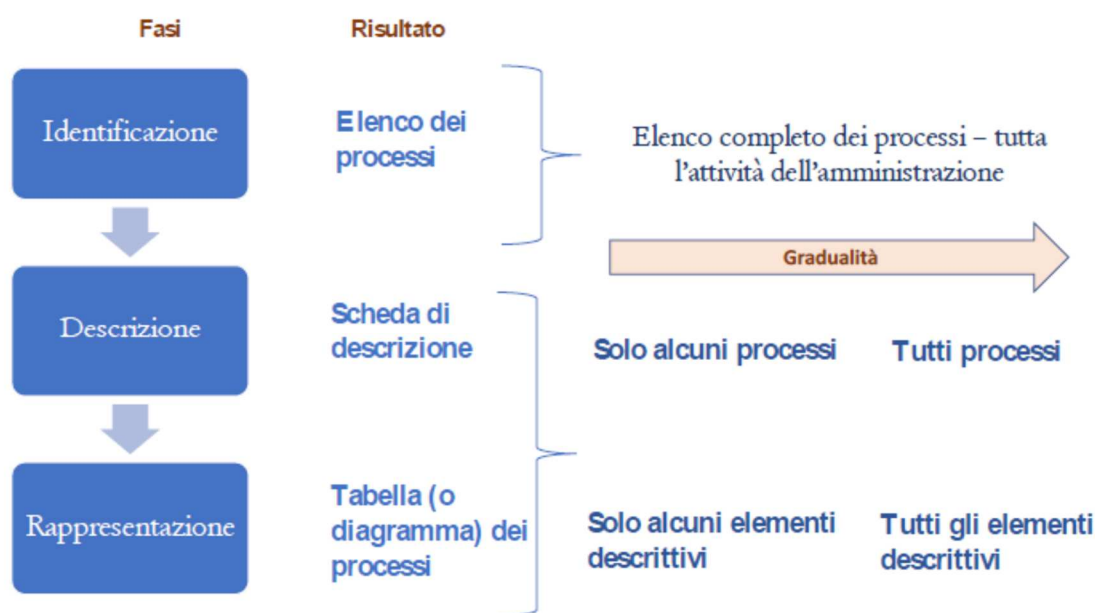 Fasi
Risultato
Identificazione
Elenco dei
processi
Elenco completo dei processi – tutta
l’attività dell’amministrazione
Gradualità
Descrizione
Scheda di
descrizione
Solo alcuni processi
Tutti processi
Rappresentazione
Tabella (o
diagramma) dei
processi
Solo alcuni elementi
descrittivi
Tutti gli elementi
descrittivi